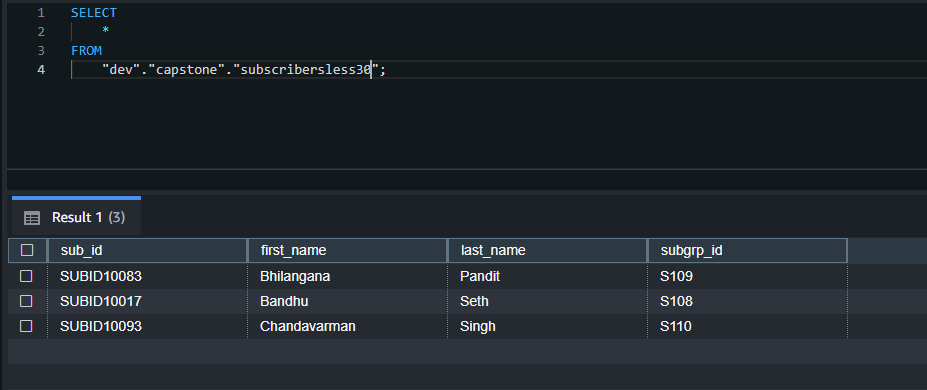 1 SELECT
2 *
3 FROM
4 "dev"."capstone"."subscribersless30";
Result 1 (3)
sub_id first_name last_name subgrp_id
SUBID10083 Bhilangana Pandit S109
SUBID10017 Bandhu Seth S108
SUBID10093 Chandavarman Singh S110